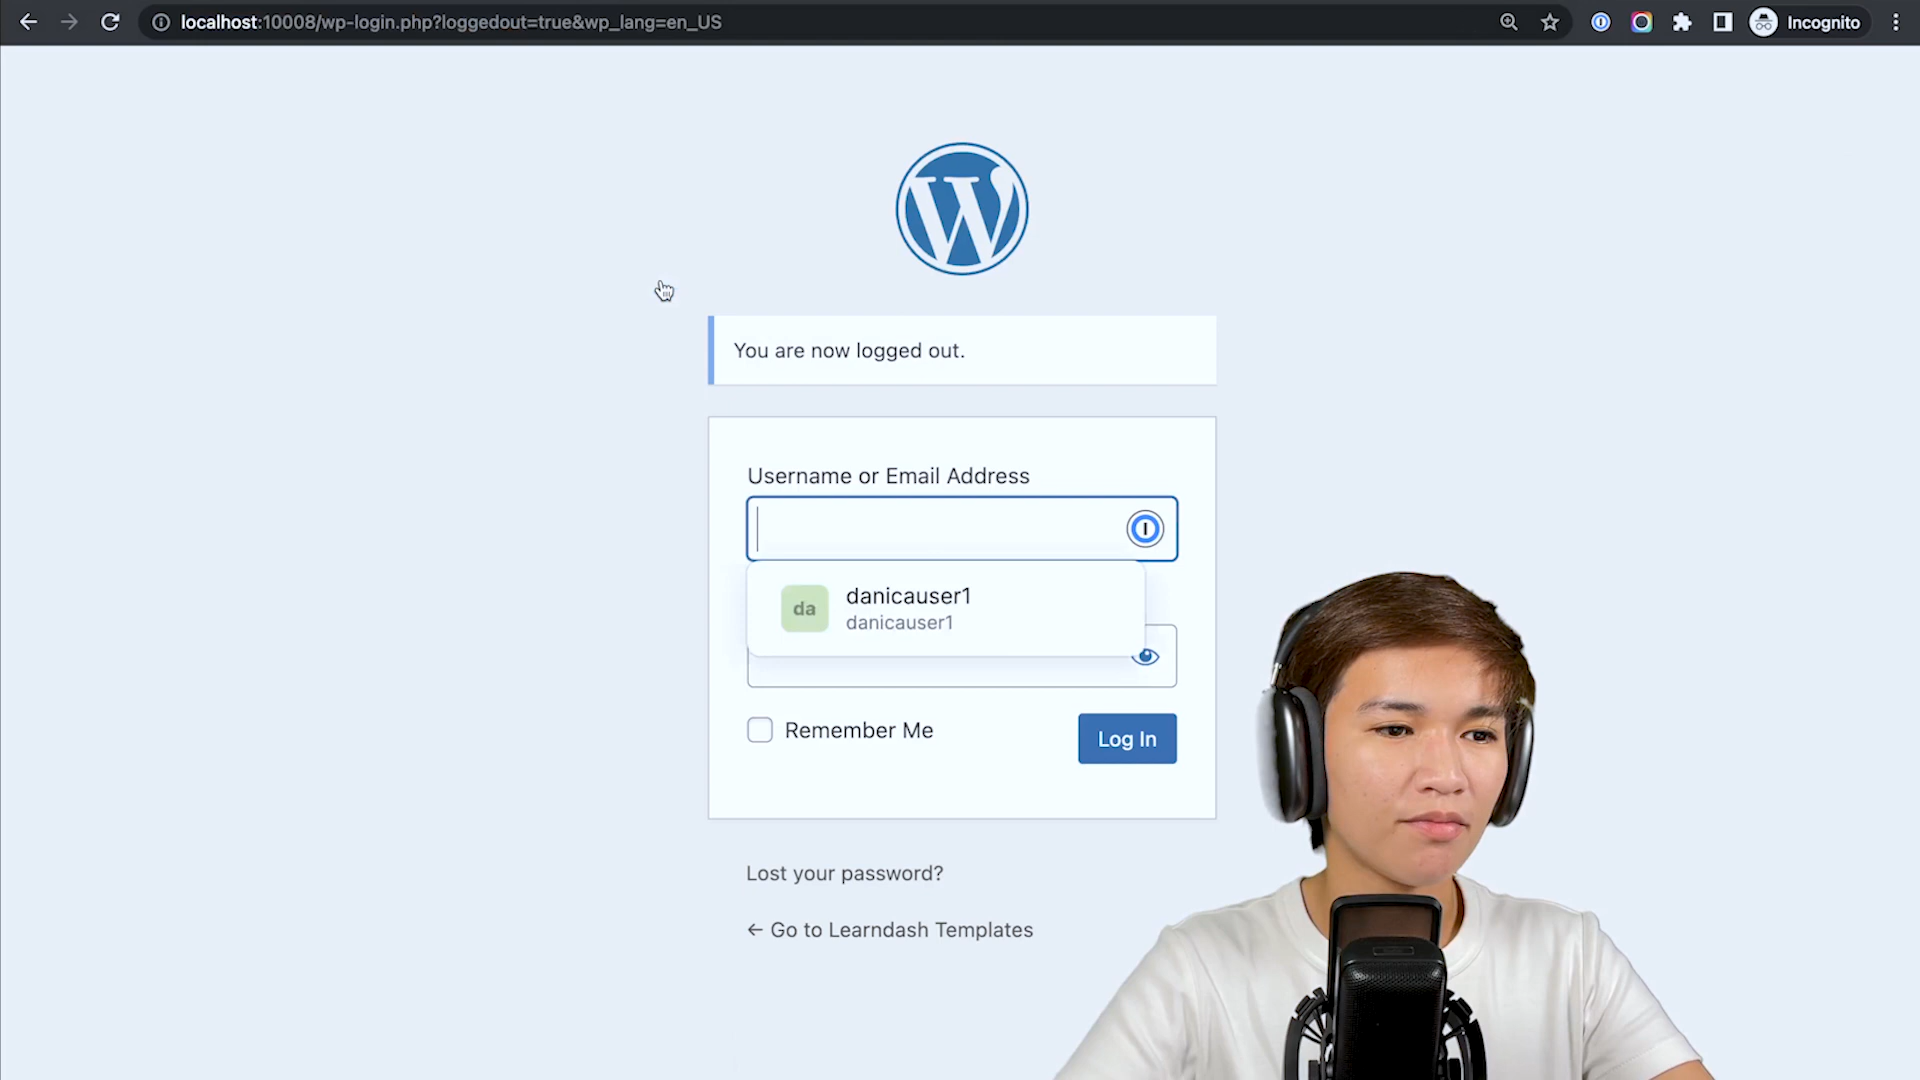 localhost:10008/wp-login.php?loggedout=true&wp_lang=en_US
Incognito
You are now logged out.
Username or Email Address
da
danicauser1
danicauser1
Remember Me
Log In
Lost your password?
← Go to Learndash Templates